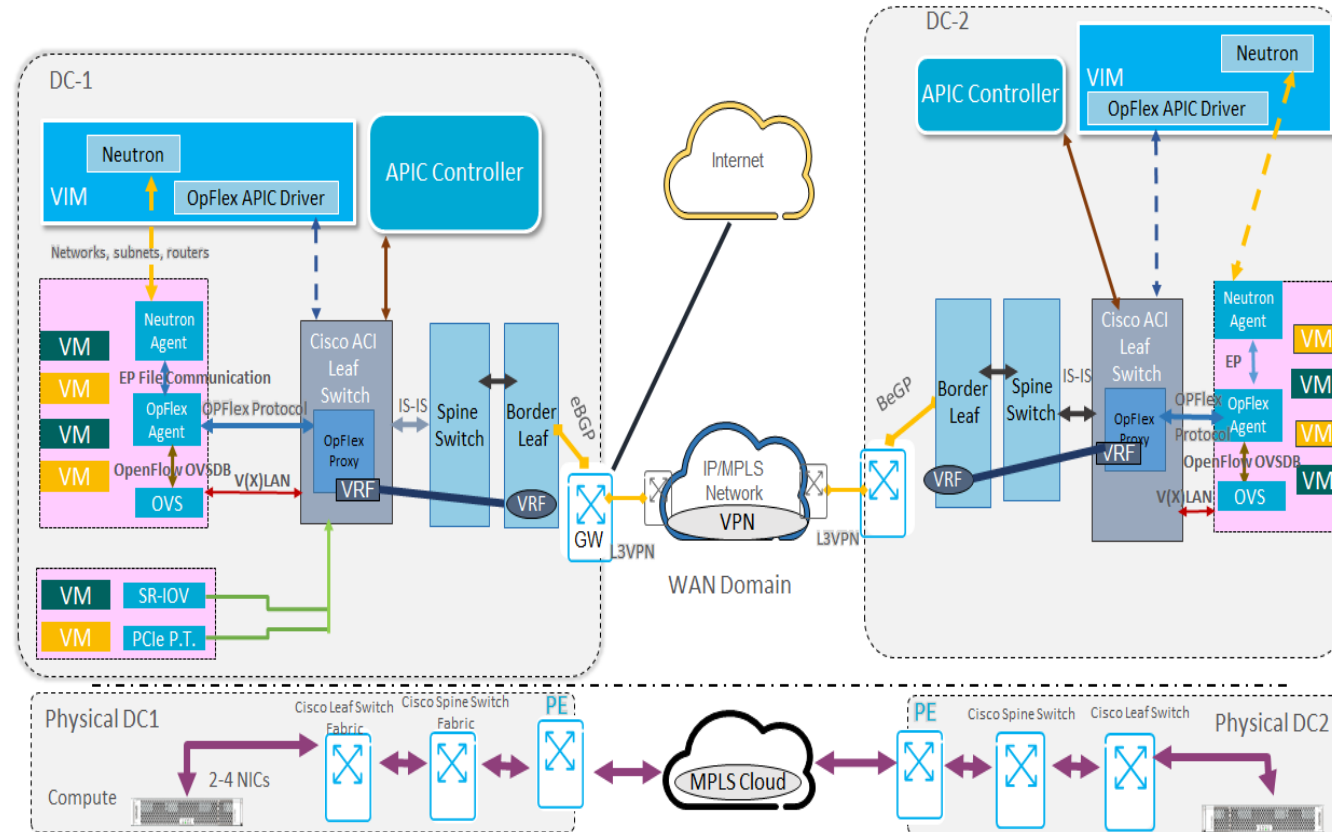 DC-1
Neutron
VIM
OpFlex APIC Driver
APIC Controller
Networks, subnets, routers
Neutron
Agent
VM
EP File Communication
VM
OpFlex
Agent
OPFlex Protocol
VM
OpenFlow OVSDB
VM
OVS
V(X)LAN
Cisco ACI
Leaf
Switch
OpFlex
Proxy
VRF
IS-IS
Spine
Switch
Border
Leaf
VRF
eBGP
GW
L3VPN
VM
SR-IOV
VM
PCIe P.T.
Internet
IP/MPLS
Network
VPN
WAN Domain
DC-2
Neutron
APIC Controller
VIM
OpFlex APIC Driver
BeGP
L3VPN
Border
Leaf
VRF
Spine
Switch
IS-IS
Cisco ACI
Leaf
Switch
OpFlex
Proxy
VRF
OPFlex
Protocol
Neutron
Agent
EP
OpFlex
Agent
OpenFlow OVSDB
V(X)LAN
OVS
VM
VM
VM
VM
Physical DC1
Cisco Leaf Switch
Fabric
Cisco Spine Switch
Fabric
PE
2-4 NICs
Compute
MPLS Cloud
PE
Cisco Spine Switch
Cisco Leaf Switch
Physical DC2